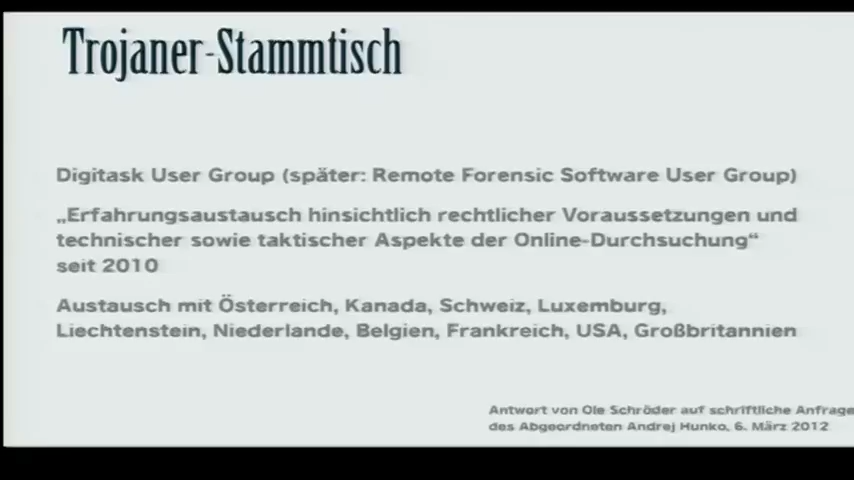 Trojaner-Stammtisch
Digitask User Group (später: Remote Forensic Software User Group)
„Erfahrungsaustausch hinsichtlich rechtlicher Voraussetzungen und
technischer sowie taktischer Aspekte der Online-Durchsuchung“
seit 2010
Austausch mit Österreich, Kanada, Schweiz, Luxemburg,
Liechtenstein, Niederlande, Belgien, Frankreich, USA, Großbritannien
Antwort von Ole Schröder auf schriftliche Anfrage
des Abgeordneten Andrej Hunko, 6. März 2012